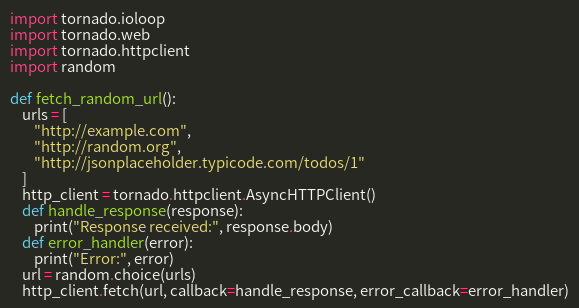 import tornado.ioloop
import tornado.web
import tornado.httpclient
import random

def fetch_random_url():
    urls = [
        "http://example.com",
        "http://random.org",
        "http://jsonplaceholder.typicode.com/todos/1"
    ]
    http_client = tornado.httpclient.AsyncHTTPClient()
    def handle_response(response):
        print("Response received:", response.body)
    def error_handler(error):
        print("Error:", error)
    url = random.choice(urls)
    http_client.fetch(url, callback=handle_response, error_callback=error_handler)